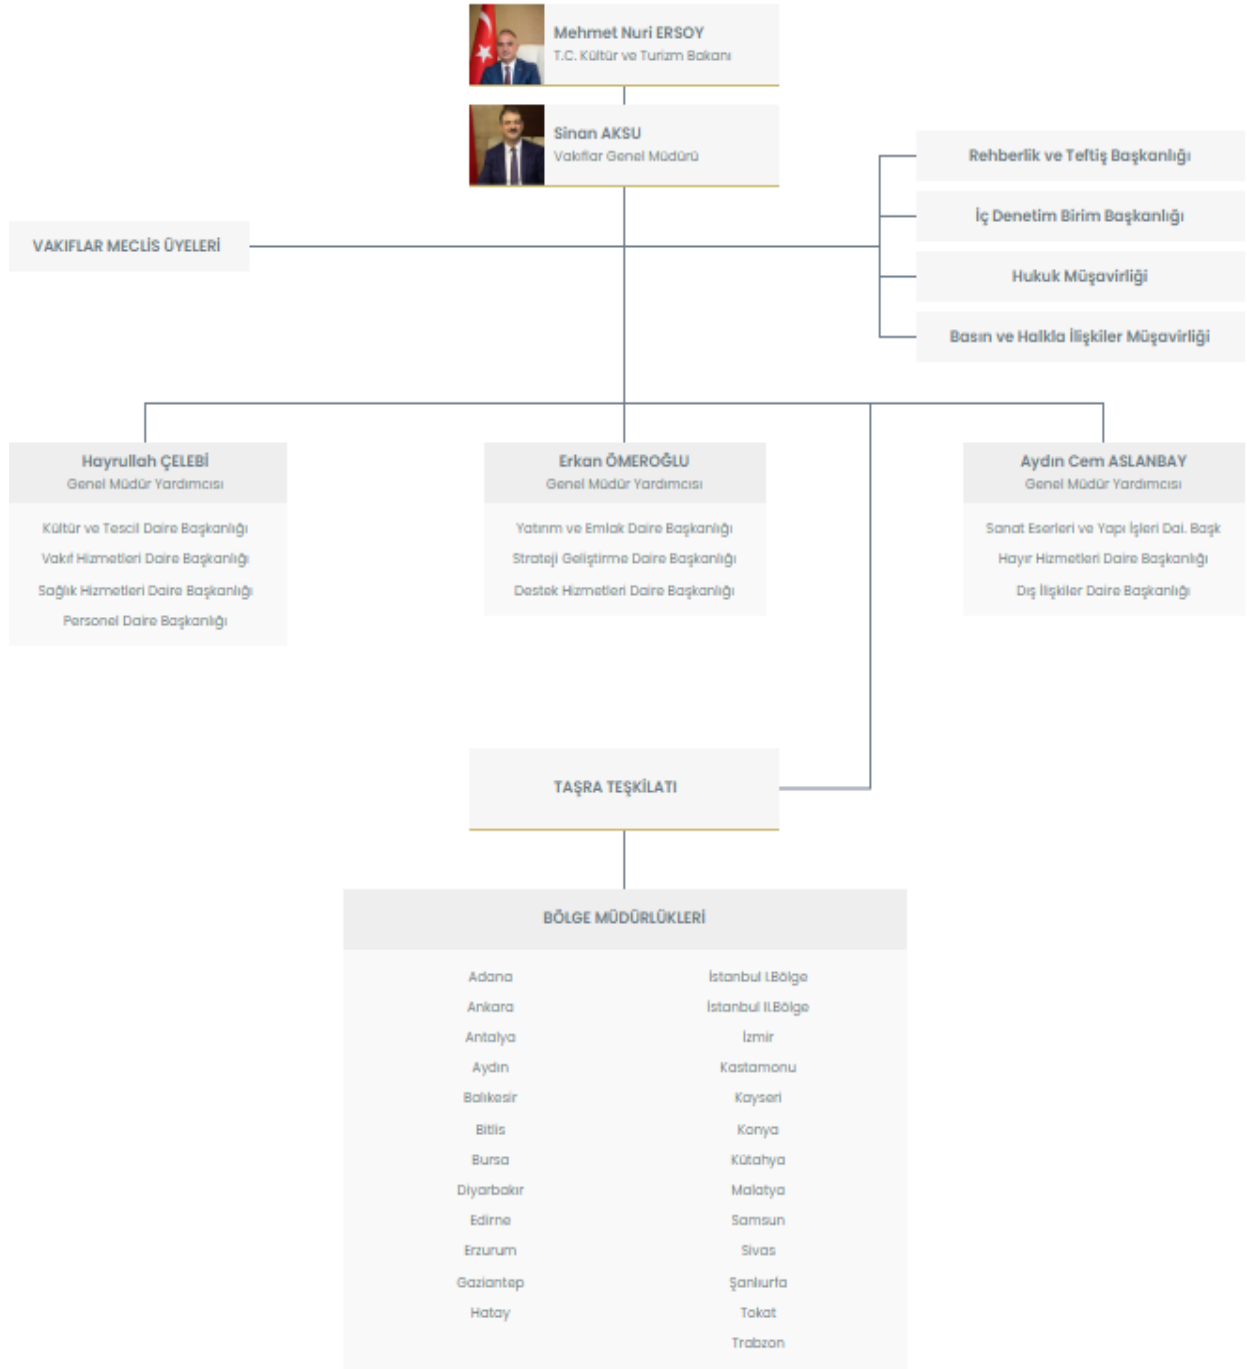 Mehmet Nuri ERSOY
T.C. Kültür ve Turizm Bakanı
Sinan AKSU
Vakıflar Genel Müdürü
Rehberlik ve Teftiş Başkanlığı
İç Denetim Birim Başkanlığı
Hukuk Müşavirliği
Basın ve Halkla İlişkiler Müşavirliği
VAKIFLAR MECLİS ÜYELERİ
Hayrullah ÇELEBİ
Genel Müdür Yardımcısı
Kültür ve Tescil Daire Başkanlığı
Vakıf Hizmetleri Daire Başkanlığı
Sağlık Hizmetleri Daire Başkanlığı
Personel Daire Başkanlığı
Erkan ÖMEROĞLU
Genel Müdür Yardımcısı
Yatırım ve Emlak Daire Başkanlığı
Strateji Geliştirme Daire Başkanlığı
Destek Hizmetleri Daire Başkanlığı
Aydın Cem ASLANBAY
Genel Müdür Yardımcısı
Sanat Eserleri ve Yapı İşleri Dai. Başk
Hayır Hizmetleri Daire Başkanlığı
Dış İlişkiler Daire Başkanlığı
TAŞRA TEŞKİLATI
BÖLGE MÜDÜRLÜKLERİ
Adana
Ankara
Antalya
Aydın
Balıkesir
Bitlis
Bursa
Diyarbakır
Edirne
Erzurum
Gaziantep
Hatay
İstanbul I.Bölge
İstanbul II.Bölge
İzmir
Kastamonu
Kayseri
Konya
Kütahya
Malatya
Samsun
Sivas
Şanlıurfa
Tokat
Trabzon